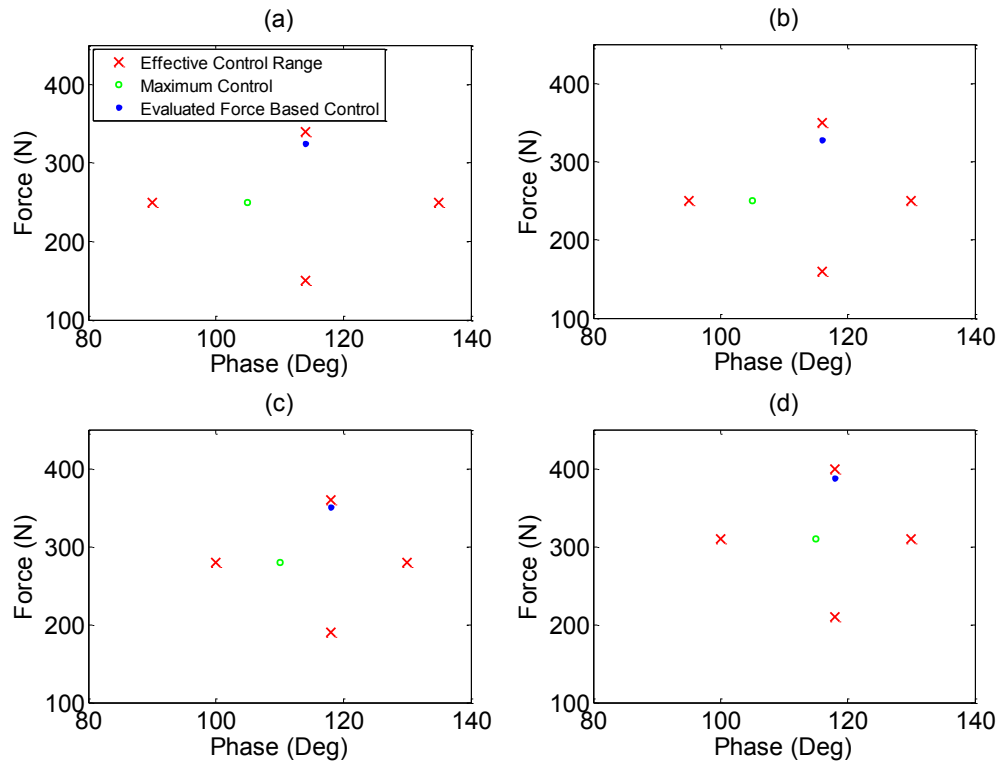 (a)
Effective Control Range
Maximum Control
Evaluated Force Based Control
400
300
200
100
Force (N)
80
100
120
140
Phase (Deg)
(b)
400
300
200
100
Force (N)
80
100
120
140
Phase (Deg)
(c)
400
300
200
100
Force (N)
80
100
120
140
Phase (Deg)
(d)
400
300
200
100
Force (N)
80
100
120
140
Phase (Deg)